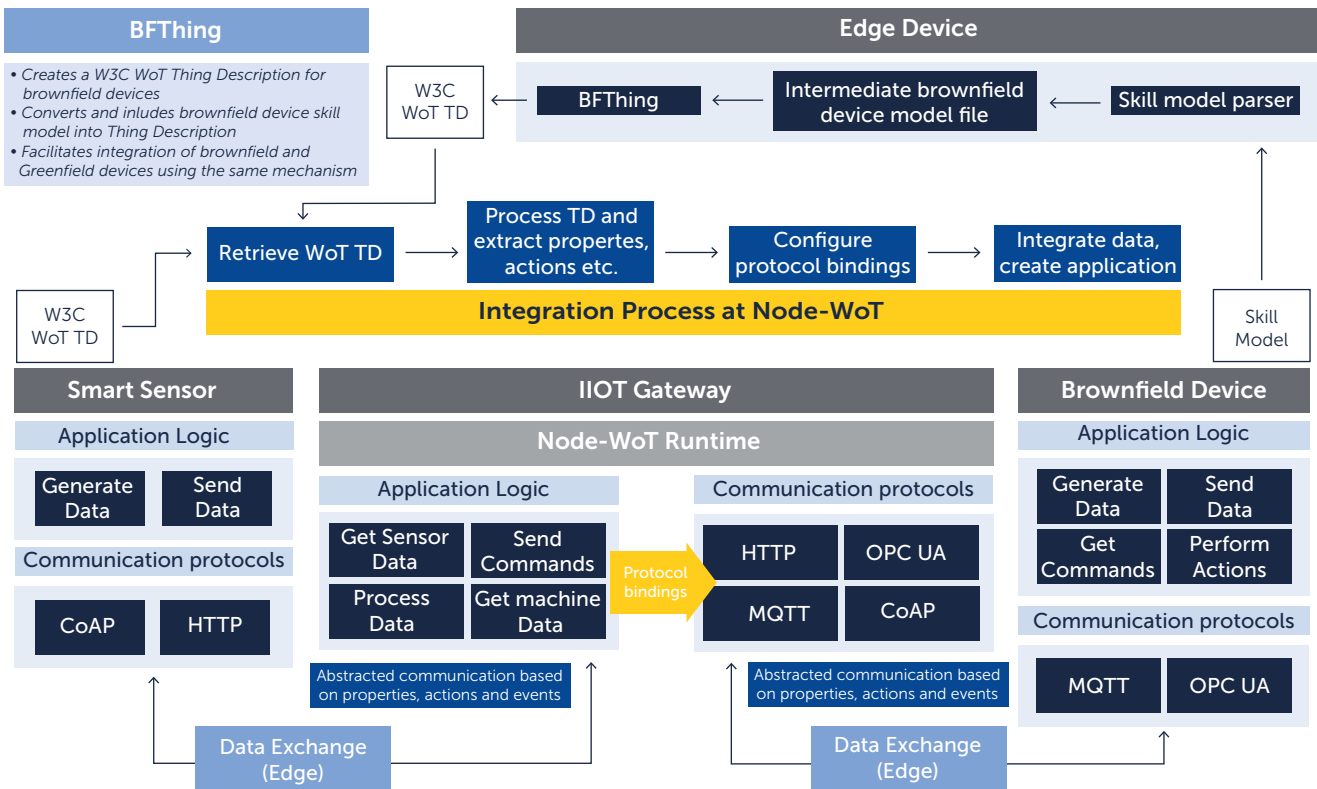 BFThing
• Creates a W3C WoT Thing Description for
brownfield devices
• Converts and inludes brownfield device skill
model into Thing Description
• Facilitates integration of brownfield and
Greenfield devices using the same mechanism
W3C
WoT TD
Edge Device
BFThing
Intermediate brownfield
device model file
Skill model parser
Retrieve WoT TD
Process TD and
extract propertes,
actions etc.
Configure
protocol bindings
Integrate data,
create application
Integration Process at Node-WoT
W3C
WoT TD
Skill
Model
Smart Sensor
Application Logic
Generate
Data
Send
Data
Communication protocols
CoAP
HTTP
IIOT Gateway
Node-WoT Runtime
Application Logic
Get Sensor
Data
Send
Commands
Process
Data
Get machine
Data
Protocol
bindings
Communication protocols
HTTP
OPC UA
MQTT
CoAP
Abstracted communication based
on properties, actions and events
Abstracted communication based
on properties, actions and events
Brownfield Device
Application Logic
Generate
Data
Send
Data
Get
Commands
Perform
Actions
Communication protocols
MQTT
OPC UA
Data Exchange
(Edge)
Data Exchange
(Edge)